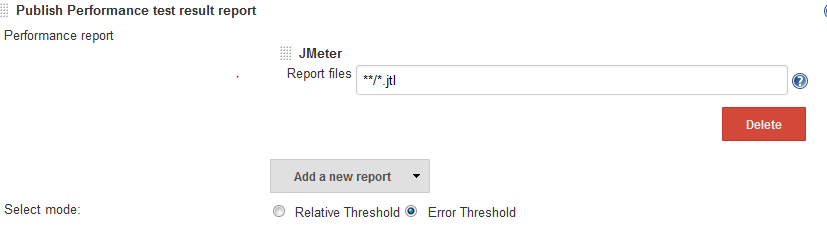 Publish Performance test result report
Performance report
JMeter
Report files **/*.jtl
Delete
Add a new report
Select mode: Relative Threshold Error Threshold